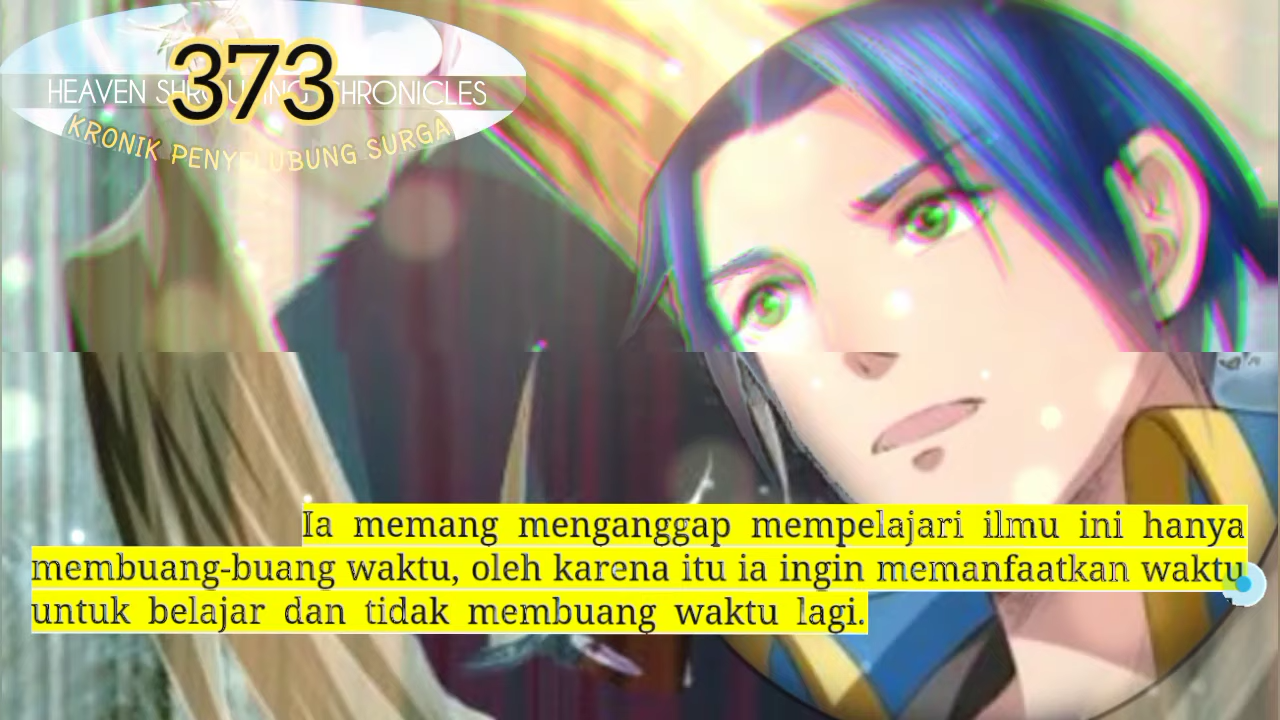 373
HEAVEN SHROUDING CHRONICLES
KRONIK PENYELUBUNG SURGA
Ia memang menganggap mempelajari ilmu ini hanya
membuang-buang waktu, oleh karena itu ia ingin memanfaatkan waktu
untuk belajar dan tidak membuang waktu lagi.